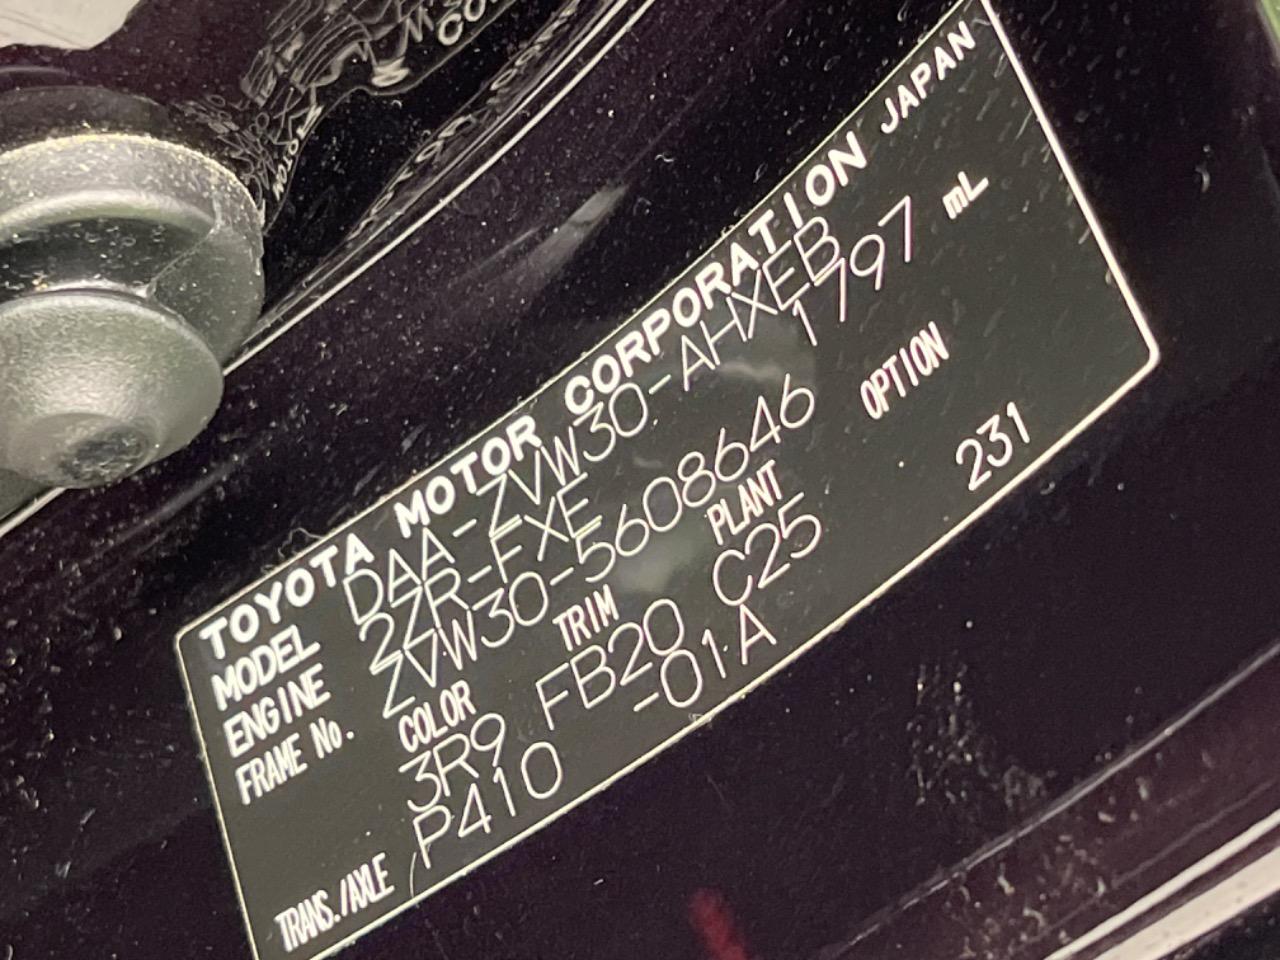 TOYOTA MOTOR CORPORATION JAPAN
MODEL DAA-ZVW30-AHXEB
ENGINE 2ZR-FXE 1797 mL
FRAME No. ZVW30-5608646
COLOR TRIM PLANT OPTION
3R9 FB20 C25
P410 -01.A 231
TRANS./AXLE